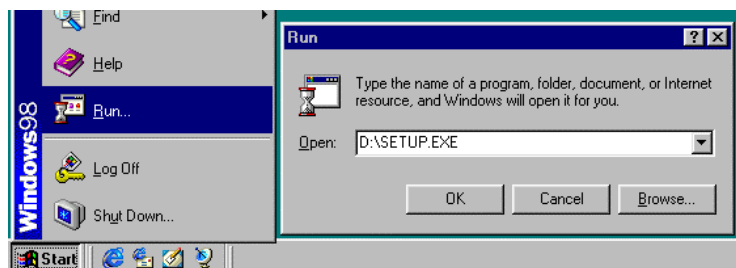 Find
Help
Run...
Log Off
Shut Down...
Windows98
Start
Run
Type the name of a program, folder, document, or Internet
resource, and Windows will open it for you.
Open: D:\SETUP.EXE
OK Cancel Browse...